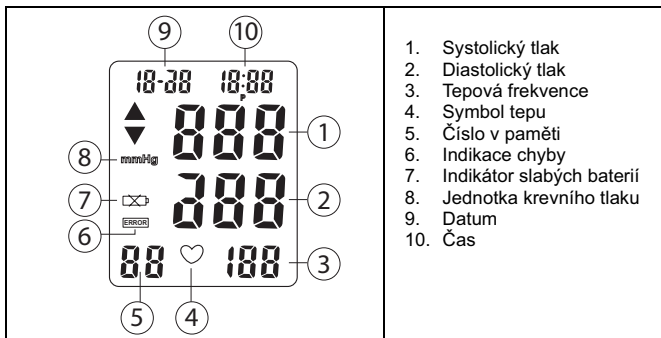 9
10
18-38
18:88
P
888
1
8
mmHg
7
388
2
6
ERROR
88
188
3
5
4
1. Systolický tlak
2. Diastolický tlak
3. Tepová frekvence
4. Symbol tepu
5. Číslo v paměti
6. Indikace chyby
7. Indikátor slabých baterií
8. Jednotka krevního tlaku
9. Datum
10. Čas